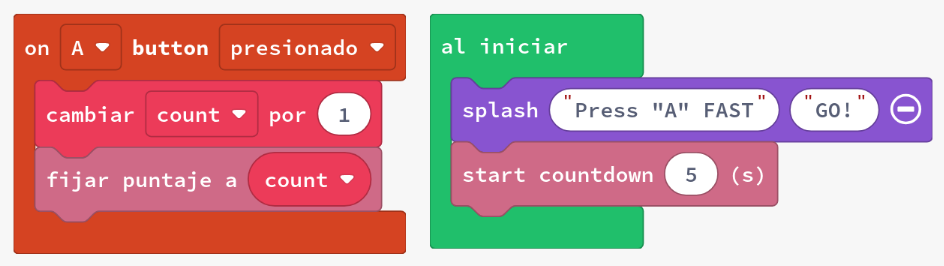 on A button presionado
cambiar count por 1
fijar puntaje a count
al iniciar
splash "Press "A" FAST" "GO!"
start countdown 5 (s)